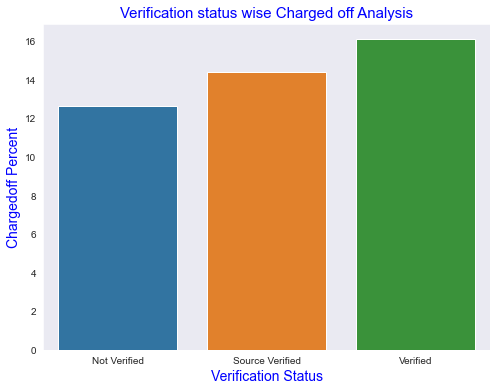 Verification status wise Charged off Analysis
16
14
12
10
8
6
4
2
0
Chargedoff Percent
Not Verified
Source Verified
Verified
Verification Status